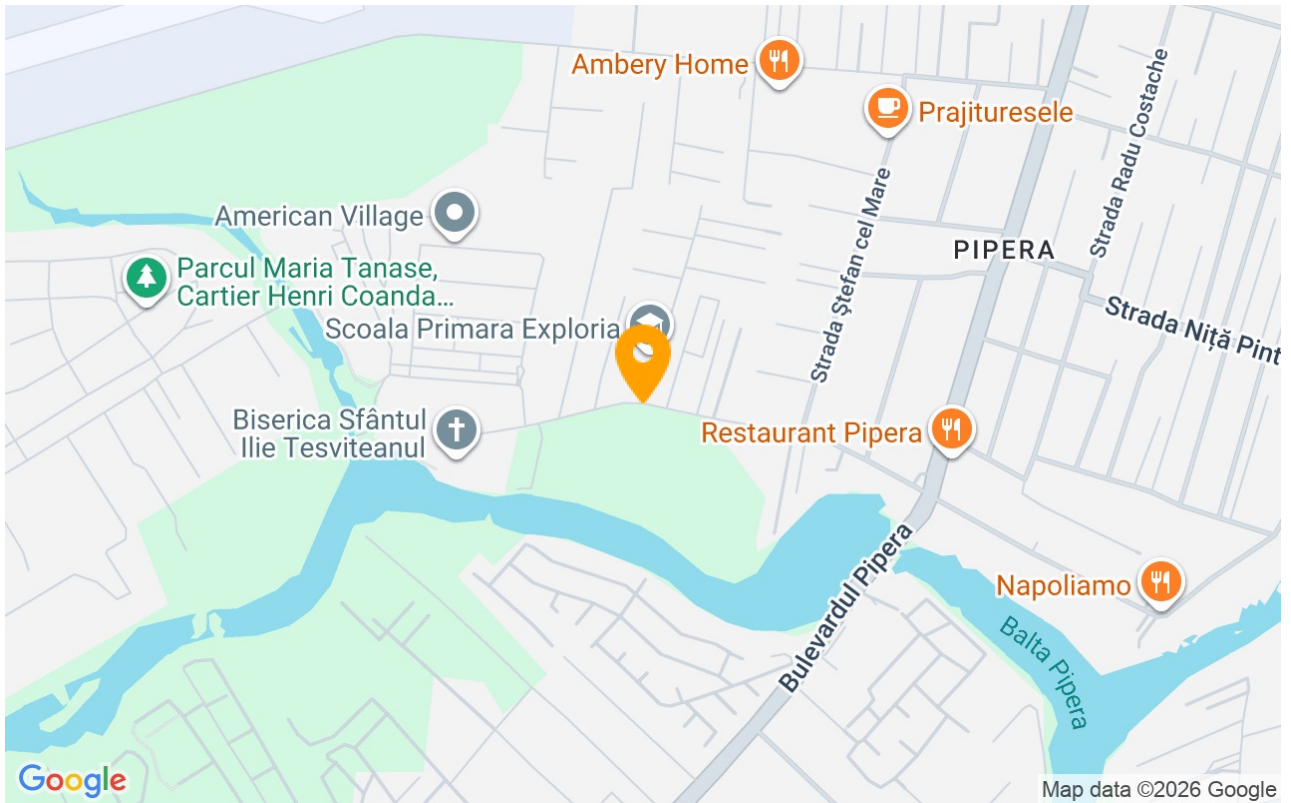 Ambery Home
Prajituresele
Strada Radu Costache
American Village
Strada Ștefan cel Mare
PIPERA
Parcul Maria Tanase,
Cartier Henri Coanda...
Strada Niță Pint
Scoala Primara Exploria
Biserica Sfântul
Ilie Tesviteanul
Restaurant Pipera
Bulevardul Pipera
Napoliamo
Balta Pipera
Google
Map data ©2026 Google